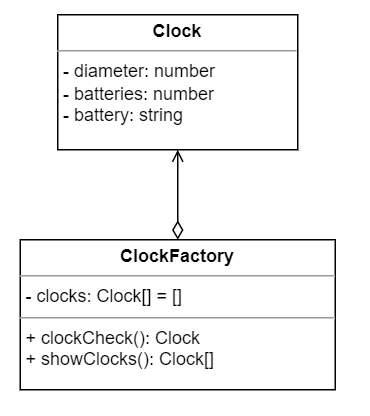 Clock
- diameter: number
- batteries: number
- battery: string
ClockFactory
- clocks: Clock[] = []
+ clockCheck(): Clock
+ showClocks(): Clock[]